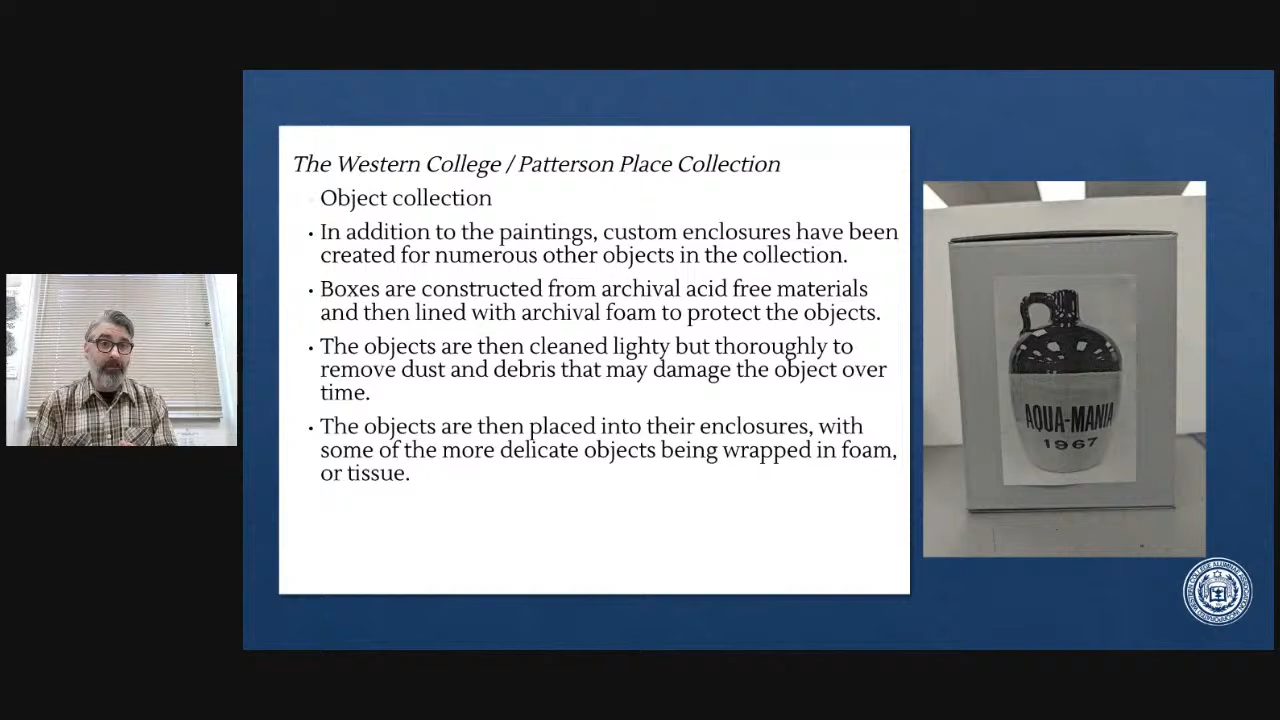 The Western College / Patterson Place Collection
Object collection
• In addition to the paintings, custom enclosures have been
created for numerous other objects in the collection.
• Boxes are constructed from archival acid free materials
and then lined with archival foam to protect the objects.
• The objects are then cleaned lighty but thoroughly to
remove dust and debris that may damage the object over
time.
• The objects are then placed into their enclosures, with
some of the more delicate objects being wrapped in foam,
or tissue.
AQUA-MANIA
1967
WESTERN COLLEGE ALUMNAE ASSOCIATION